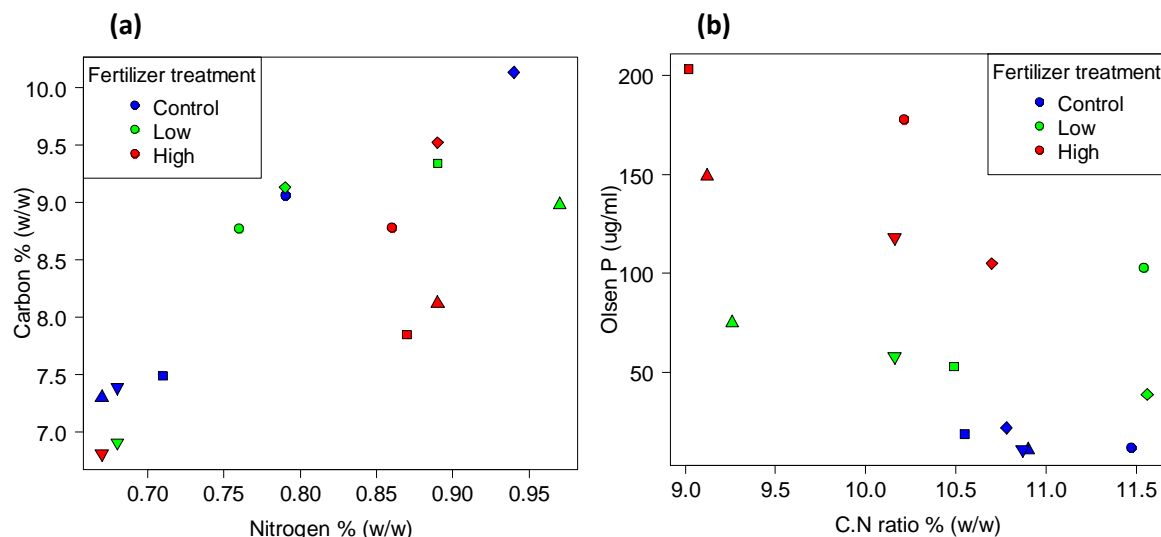 (a)
Fertilizer treatment
Control
Low
High
Carbon % (w/w)
10.0
9.5
9.0
8.5
8.0
7.5
7.0
0.70
0.75
0.80
0.85
0.90
0.95
Nitrogen % (w/w)
(b)
Fertilizer treatment
Control
Low
High
Olsen P (ug/ml)
200
150
100
50
9.0
9.5
10.0
10.5
11.0
11.5
C.N ratio % (w/w)